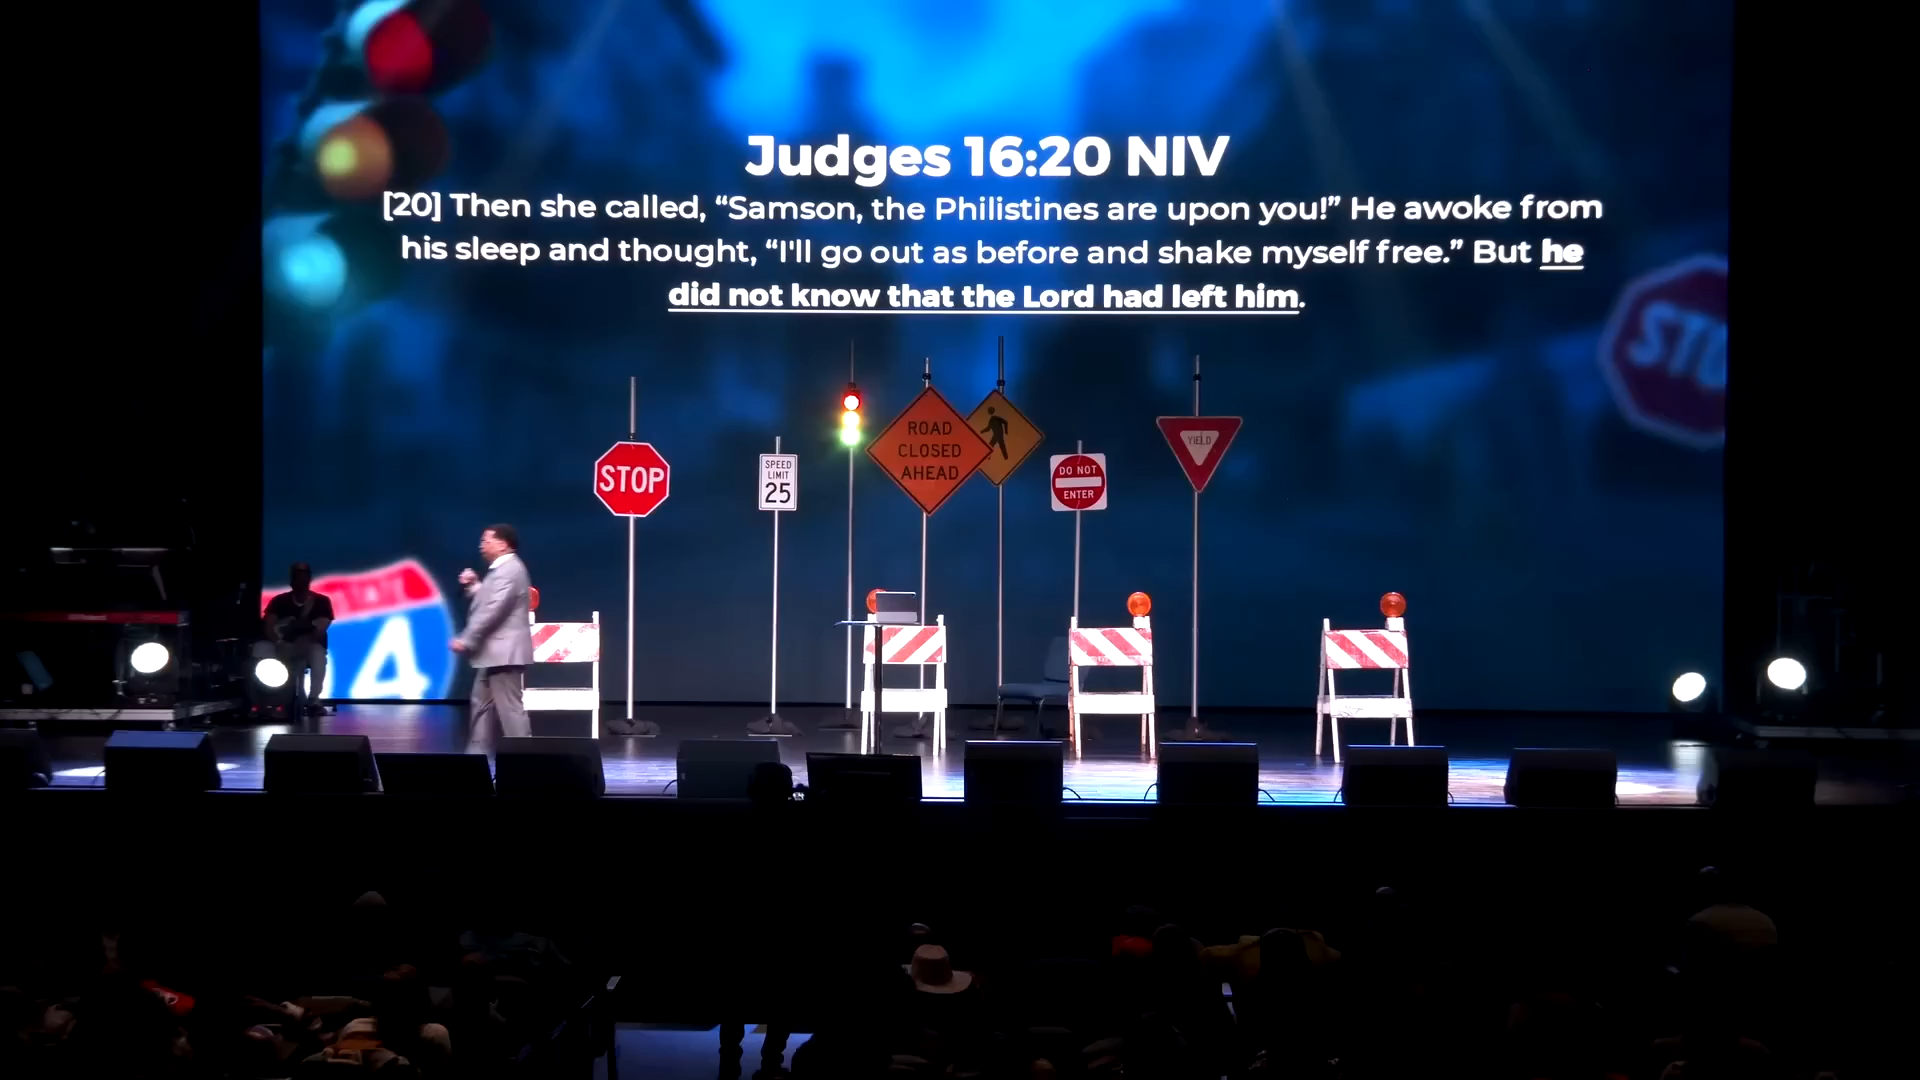 Judges 16:20 NIV
[20] Then she called, “Samson, the Philistines are upon you!” He awoke from
his sleep and thought, “I'll go out as before and shake myself free.” But he
did not know that the Lord had left him.
STOP
SPEED
LIMIT
25
ROAD
CLOSED
AHEAD
DO NOT
ENTER
YIELD
STO
4